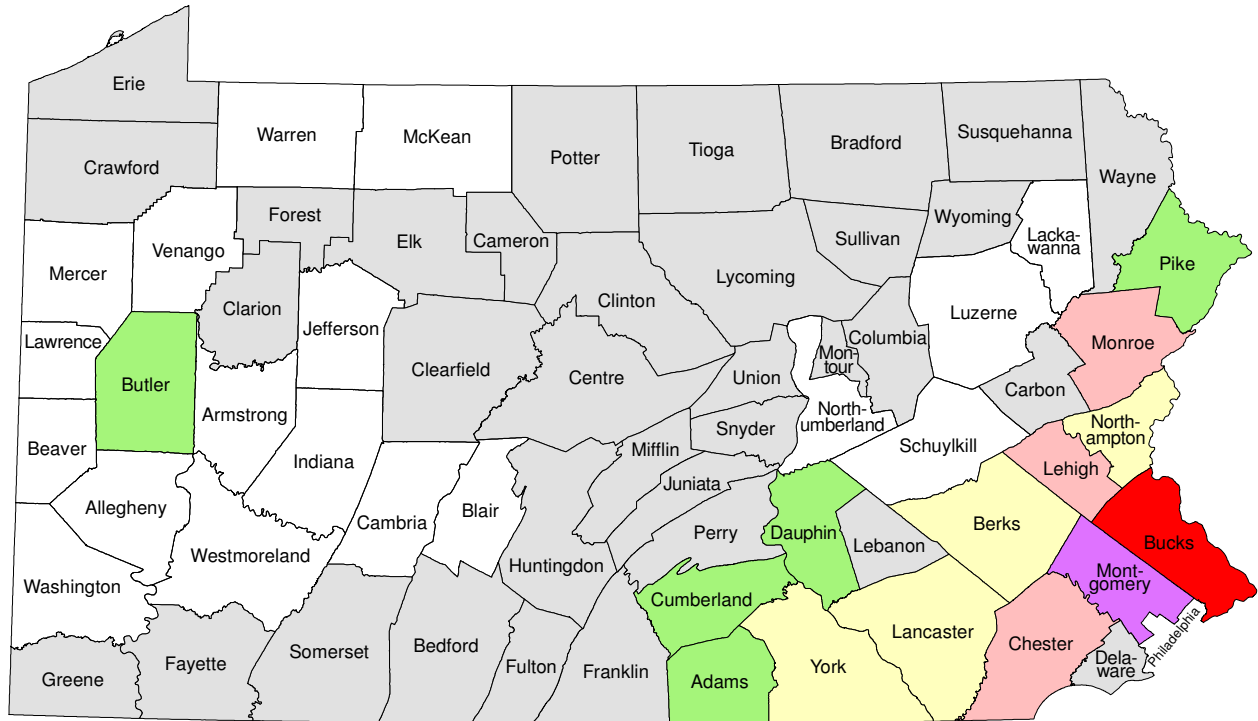 Erie
Warren
McKean
Potter
Tioga
Bradford
Susquehanna
Crawford
Wayne
Forest
Elk
Cameron
Wyoming
Lacka-
wanna
Sullivan
Venango
Mercer
Pike
Lycoming
Clinton
Clarion
Jefferson
Luzerne
Columbia
Lawrence
Monroe
Mon-
tour
Clearfield
Centre
Union
Butler
Carbon
Armstrong
North-
umberland
Snyder
North-
ampton
Beaver
Mifflin
Schuylkill
Indiana
Lehigh
Juniata
Allegheny
Blair
Cambria
Perry
Dauphin
Berks
Lebanon
Bucks
Westmoreland
Huntingdon
Washington
Mont-
gomery
Cumberland
Philadelphia
Lancaster
Chester
Somerset
Bedford
Fulton
Franklin
Fayette
Greene
Adams
York
Dela-
ware